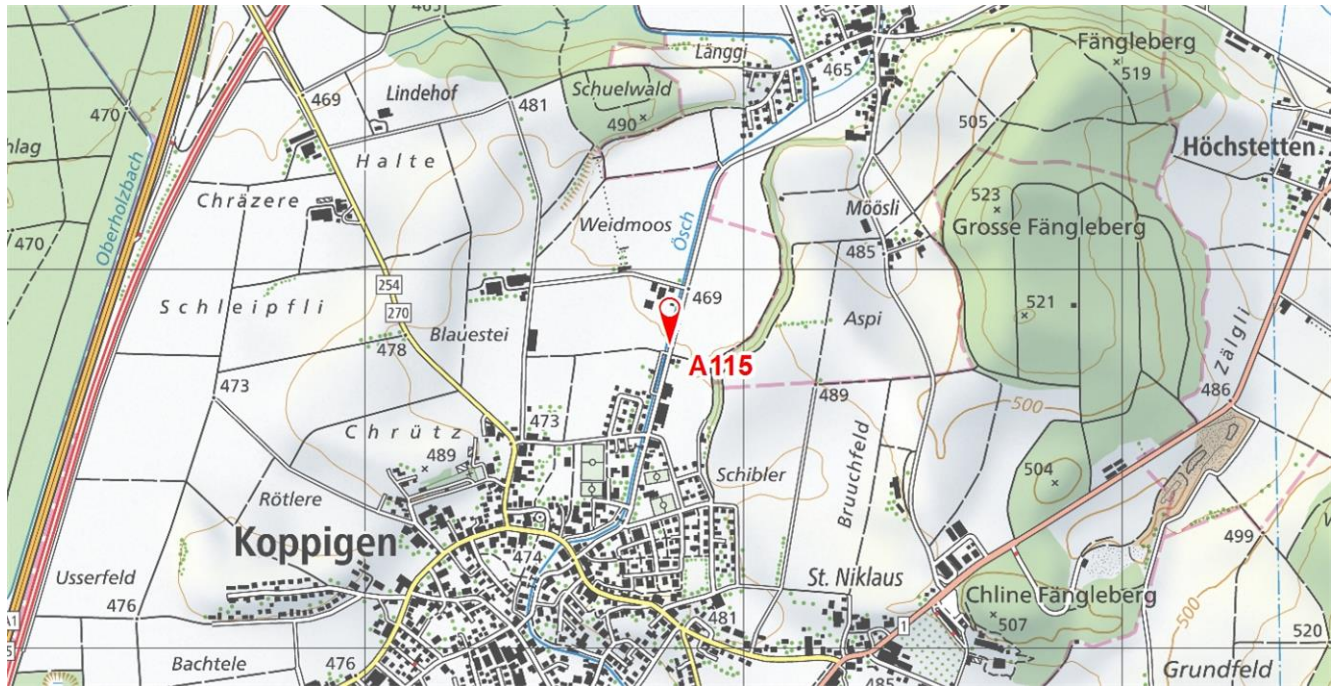 465
Länggi
465
Fängleberg
519
470
469
Lindehof
481
Schuelwald
490
505
Höchstetten
hlag
Oberholzbach
Halte
Chräzere
Weidmoos
Ösch
Möösli
523
Grosse Fängleberg
470
485
254
469
521
Schleipfli
270
Blauestei
Aspi
Zälgli
478
A115
473
489
486
500
Chrütz
473
489
Schibler
Bruuchfeld
504
Rötlere
Koppigen
474
499
Usserfeld
St. Niklaus
Chline Fängleberg
476
507
500
A1
481
1
520
5
Bachtele
476
485
Grundfeld